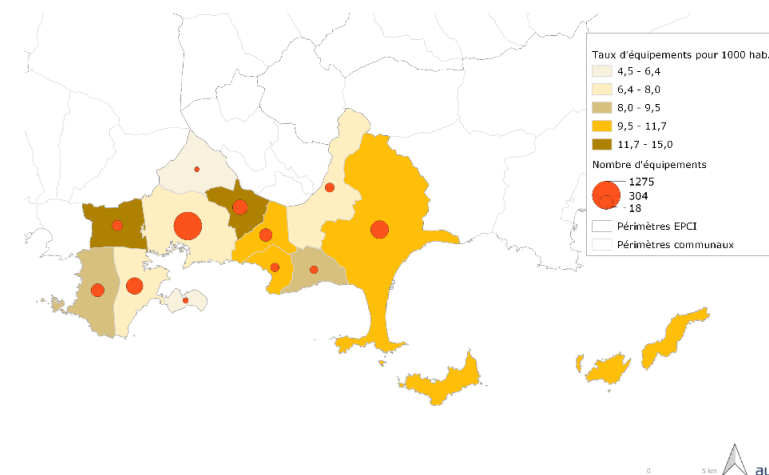 Taux d'équipements pour 1000 hab.
4,5 - 6,4
6,4 - 8,0
8,0 - 9,5
9,5 - 11,7
11,7 - 15,0
Nombre d'équipements
1275
304
18
Périmètres EPCI
Périmètres communaux
0 5 km au